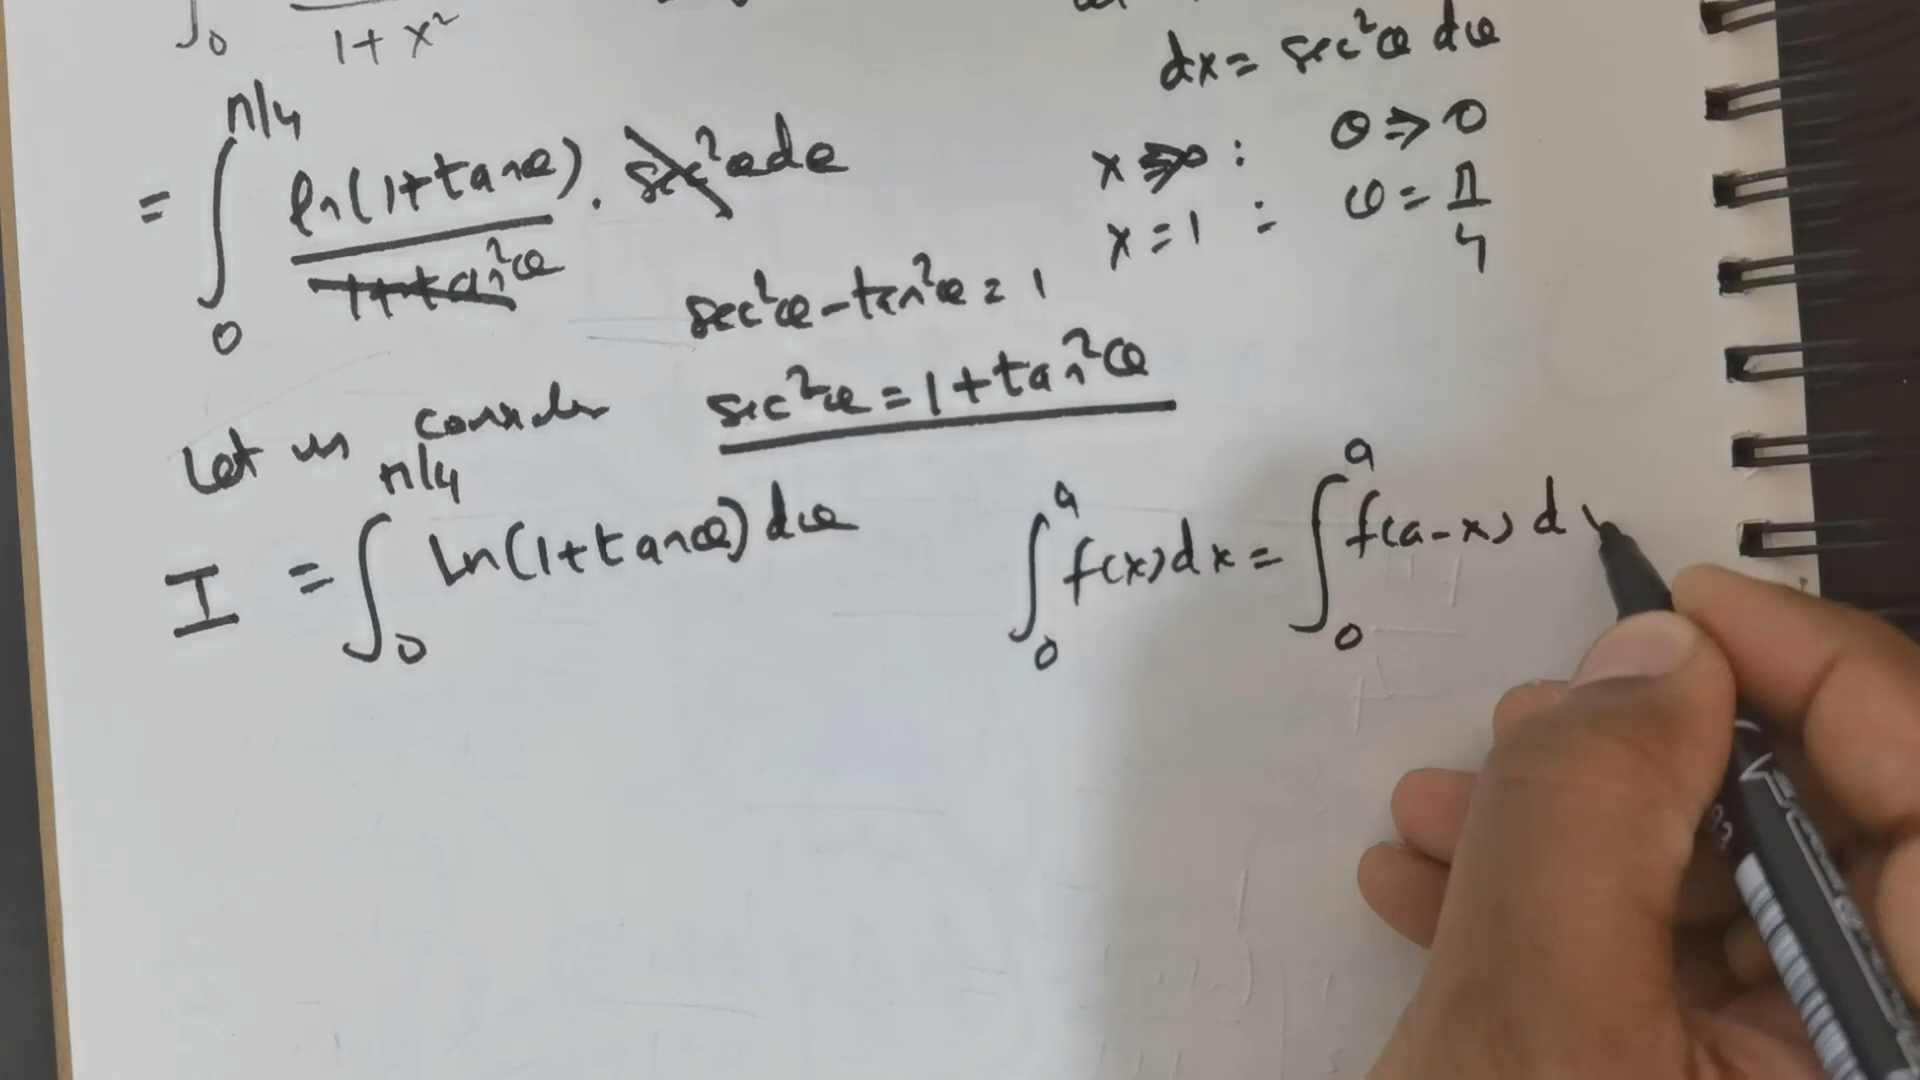 ∫₀ 1+x²
dx = sec²θ dθ
= ∫₀^π/4 ln(1+tanθ)/1+tan²θ . sec²θ dθ
x → 0 : θ → 0
x = 1 : θ = π/4
sec²θ - tan²θ = 1
Let us consider sec²θ = 1+tan²θ
I = ∫₀^π/4 ln(1+tanθ) dθ
∫₀^a f(x) dx = ∫₀^a f(a-x) d